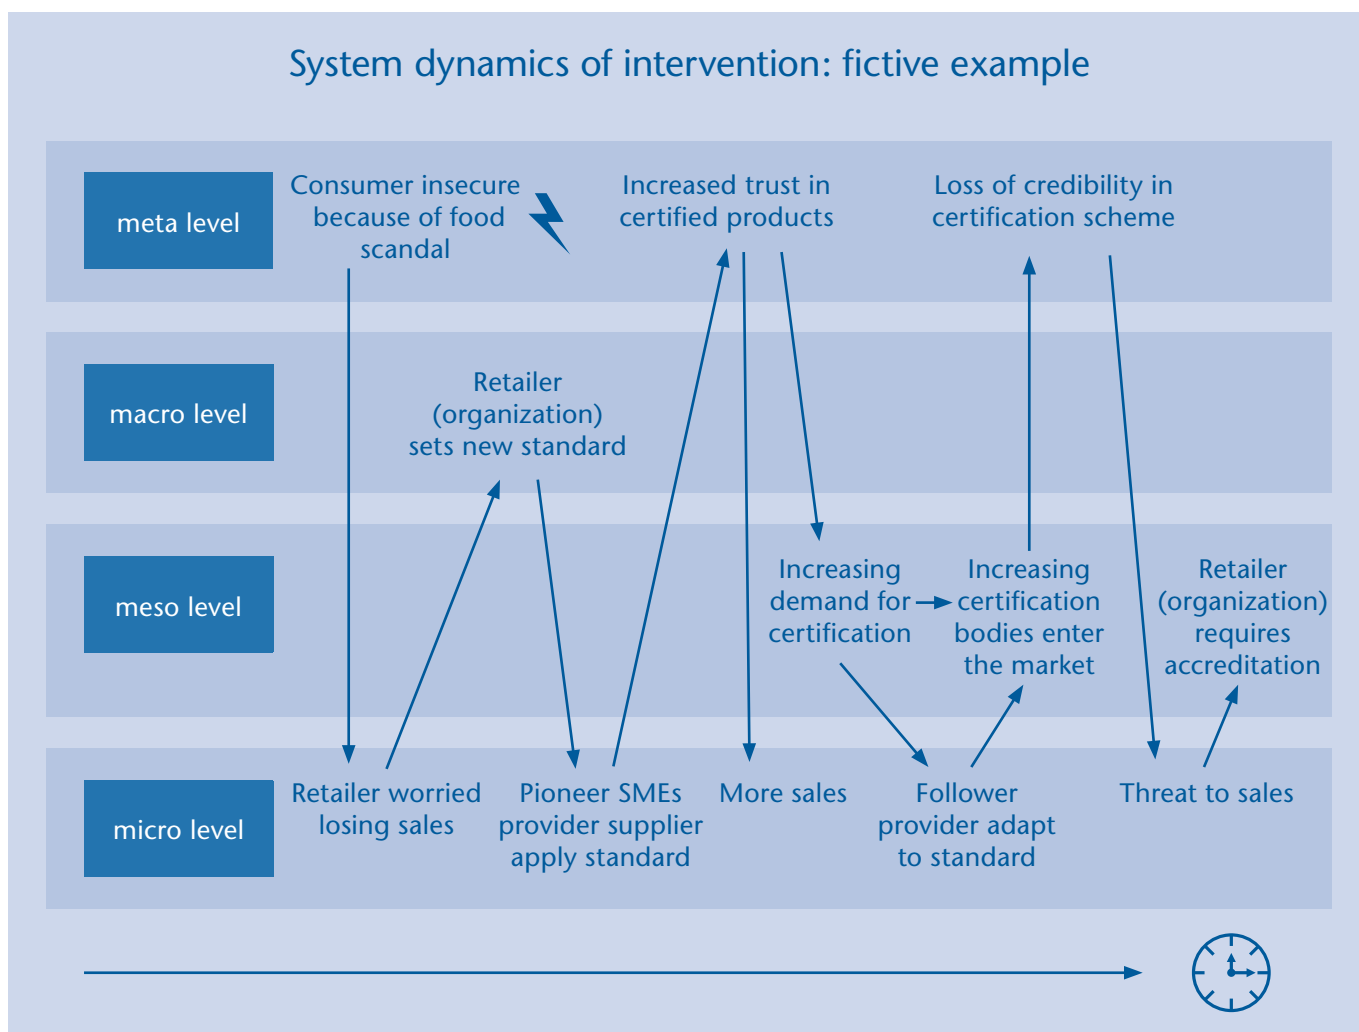 System dynamics of intervention: fictive example
meta level
Consumer insecure
because of food
scandal
Increased trust in
certified products
Loss of credibility in
certification scheme
macro level
Retailer
(organization)
sets new standard
meso level
Increasing
demand for
certification
Increasing
certification
bodies enter
the market
Retailer
(organization)
requires
accreditation
micro level
Retailer worried
losing sales
Pioneer SMEs
provider supplier
apply standard
More sales
Follower
provider adapt
to standard
Threat to sales